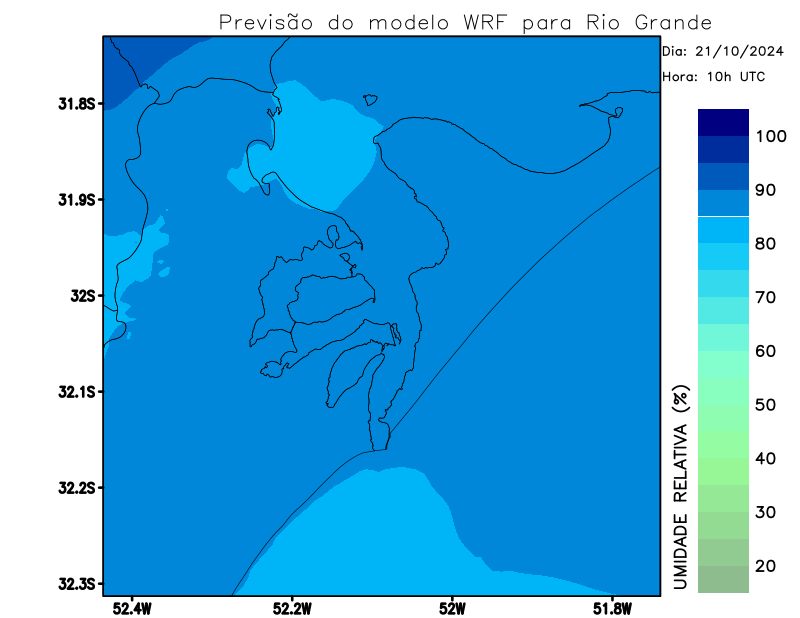 Previsão do modelo WRF para Rio Grande
Dia: 21/10/2024
Hora: 10h UTC
31.8S
31.9S
32S
32.1S
32.2S
32.3S
52.4W
52.2W
52W
51.8W
100
90
80
70
60
50
40
30
20
UMIDADE RELATIVA (%)